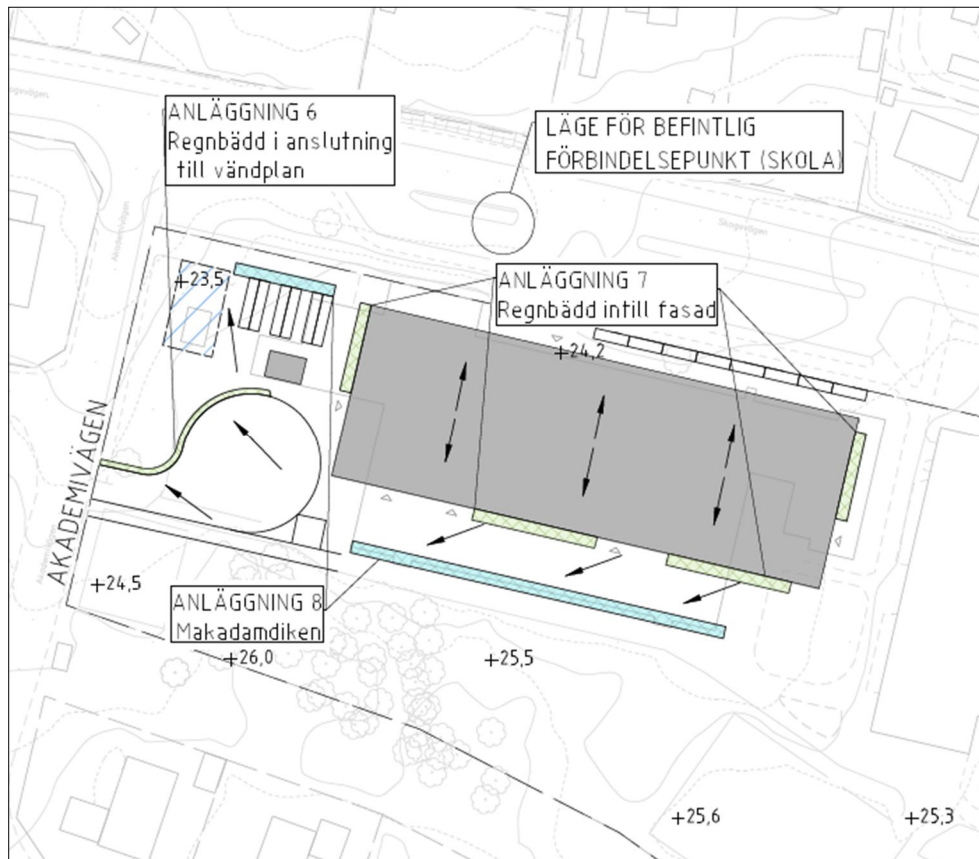 ANLÄGGNING 6
Regnbädd i anslutning
till vändplan
LÄGE FÖR BEFINTLIG
FÖRBINDELSEPUNKT (SKOLA)
Skogsvägen
ANLÄGGNING 7
Regnbädd intill fasad
+23,5
+24,2
AKADEMIVÄGEN
+24,5
ANLÄGGNING 8
Makadamdiken
+26,0
+25,5
+25,6
+25,3